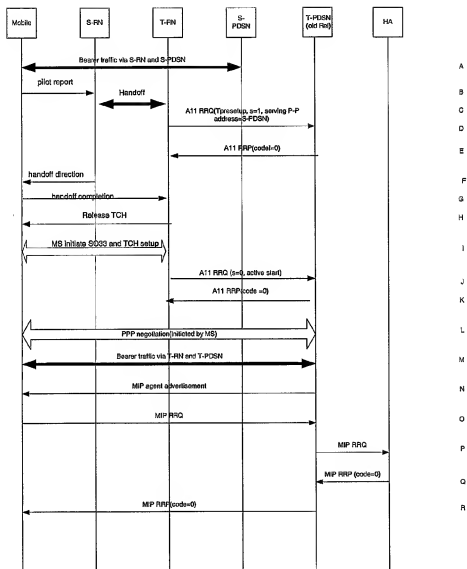 Mobile
S-RN
T-RN
S-
PDSN
T-PDSN
(old Rel)
HA
Bearer traffic via S-RN and S-PDSN
A
pilot report
B
Handoff
C
A11 RRQ(Tpresetup, s=1, serving P-P
address=S-PDSN)
D
A11 RRP(code=0)
E
handoff direction
F
handoff completion
G
Release TCH
H
MS initiate SO33 and TCH setup
I
A11 RRQ (s=0, active start)
J
A11 RRP(code =0)
K
PPP negotiation(initiated by MS)
L
Bearer traffic via T-RN and T-PDSN
M
MIP agent advertisement
N
MIP RRQ
O
MIP RRQ
P
MIP RRP (code=0)
Q
MIP RRP(code=0)
R